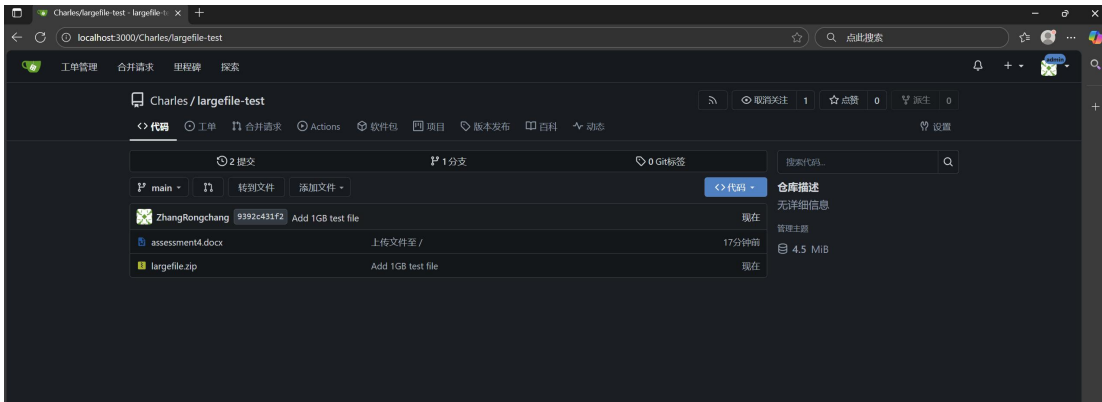 Charles/largefile-test - largefile-te
localhost:3000/Charles/largefile-test
点此搜索
工单管理 合并请求 里程碑 探索
admin
Charles / largefile-test
取消关注 1 点赞 0 派生 0
代码 工单 合并请求 Actions 软件包 项目 版本发布 百科 动态 设置
2 提交 1 分支 0 Git标签
搜索代码...
main 转到文件 添加文件 代码
仓库描述
无详细信息
ZhangRongchang 9392c431f2 Add 1GB test file 现在
管理主题
assessment4.docx 上传文件至 / 17分钟前
4.5 MiB
largefile.zip Add 1GB test file 现在